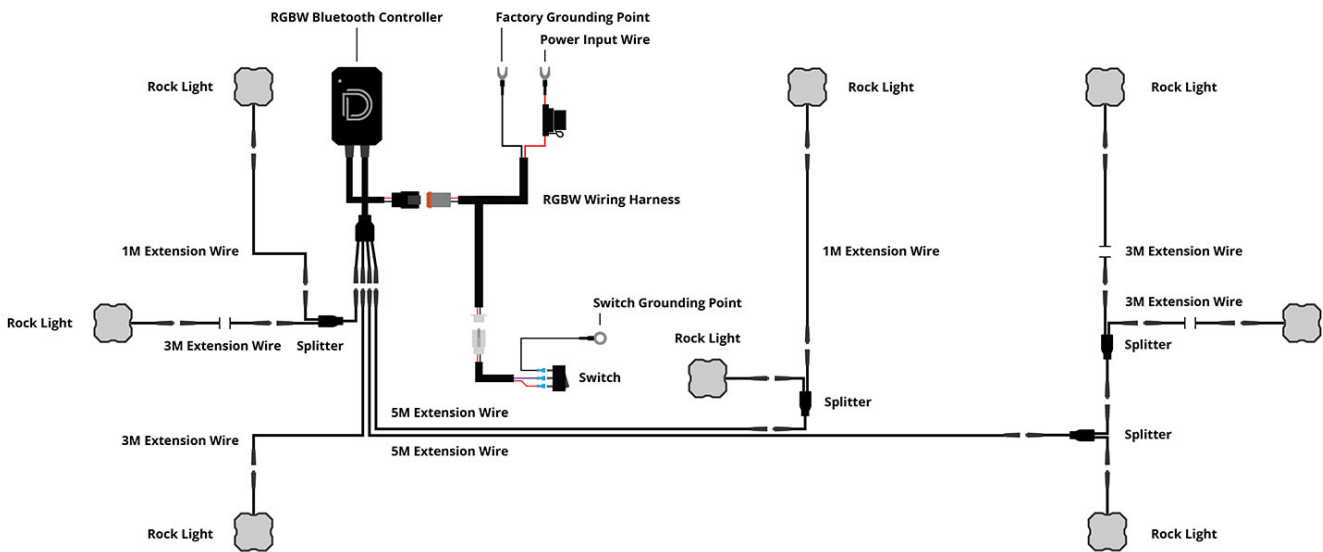 RGBW Bluetooth Controller
Factory Grounding Point
Power Input Wire
Rock Light
Rock Light
Rock Light
RGBW Wiring Harness
1M Extension Wire
1M Extension Wire
3M Extension Wire
3M Extension Wire
Switch Grounding Point
Rock Light
3M Extension Wire
Splitter
Splitter
Rock Light
Switch
Splitter
5M Extension Wire
3M Extension Wire
5M Extension Wire
Splitter
Rock Light
Rock Light